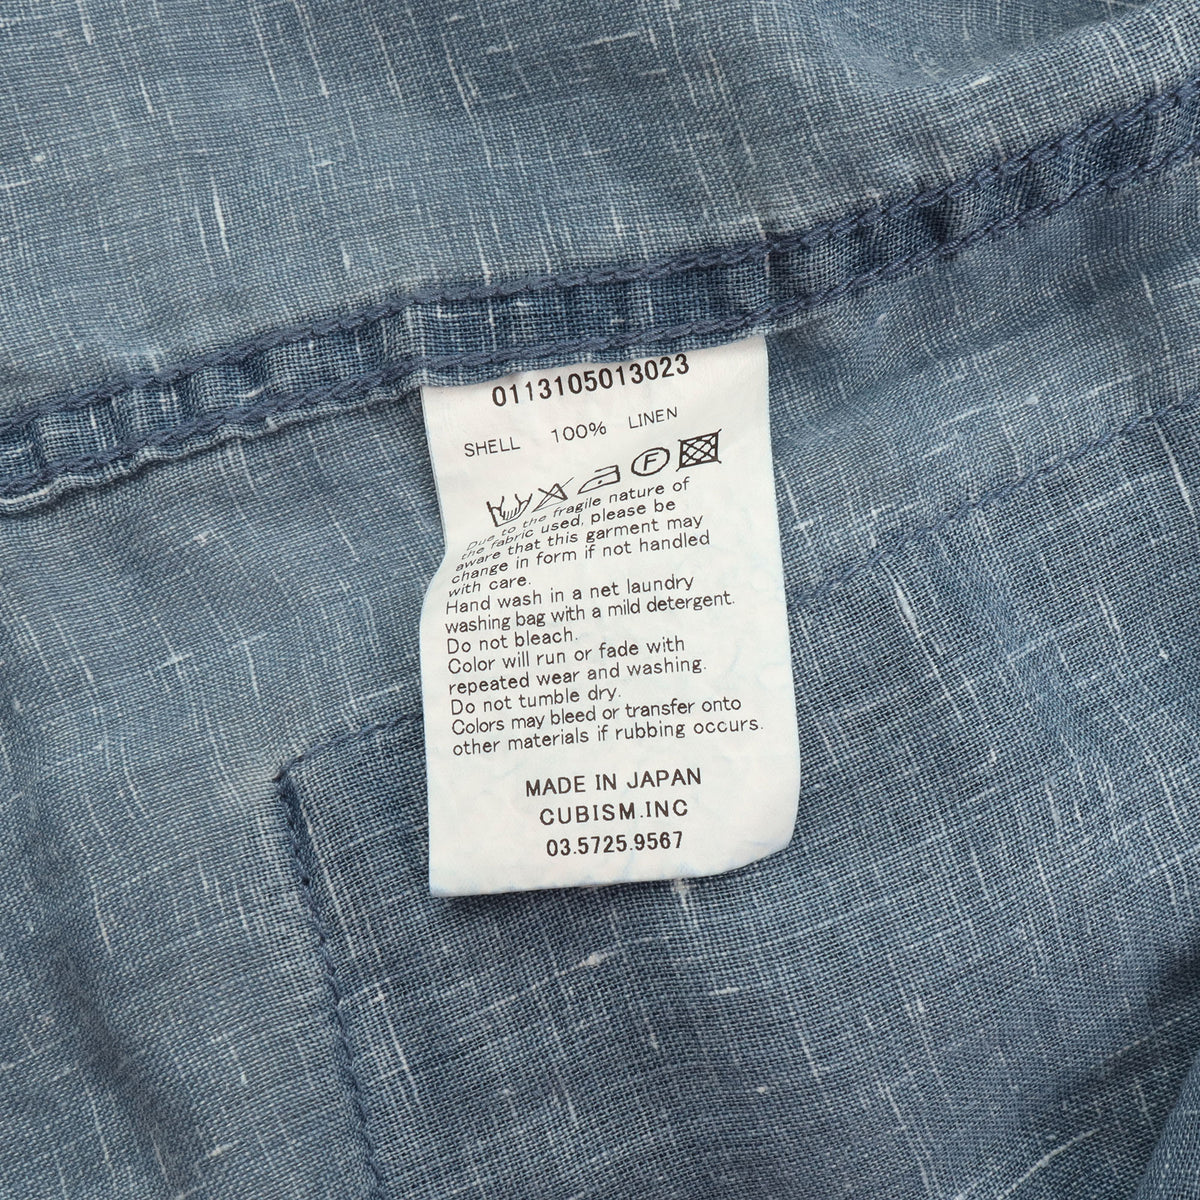 0113105013023
SHELL 100% LINEN
F
Due to the fragile nature of
the fabric used, please be
aware that this garment may
change in form if not handled
with care.
Hand wash in a net laundry
washing bag with a mild detergent.
Do not bleach.
Color will run or fade with
repeated wear and washing.
Do not tumble dry.
Colors may bleed or transfer onto
other materials if rubbing occurs.
MADE IN JAPAN
CUBISM.INC
03.5725.9567